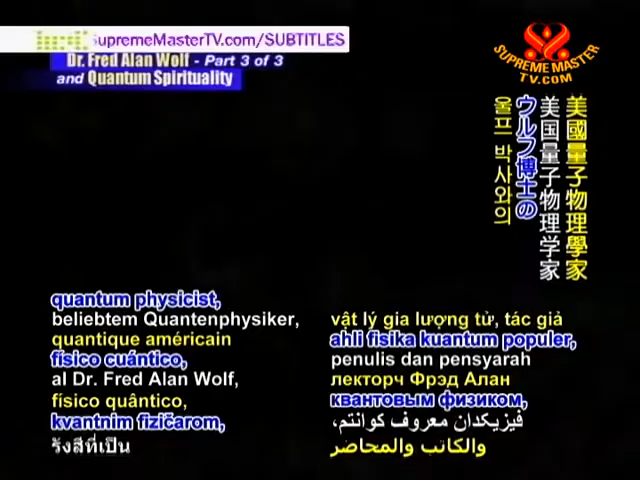 SupremeMasterTV.com/SUBTITLES
Dr. Fred Alan Wolf - Part 3 of 3
and Quantum Spirituality
SUPREME MASTER
TV.COM
美國量子物理學家
美国量子物理学家
ウルフ博士の
울프 박사와의
quantum physicist,
beliebtem Quantenphysiker,
quantique américain
físico cuántico,
al Dr. Fred Alan Wolf,
físico quântico,
kvantnim fizičarom,
รังสีที่เป็น
vật lý gia lượng tử, tác giả
ahli fisika kuantum populer,
penulis dan pensyarah
лекторч Фрэд Алан
квантовым физиком,
فیزیکدان معروف کوانتم،
والكاتب والمحاضر